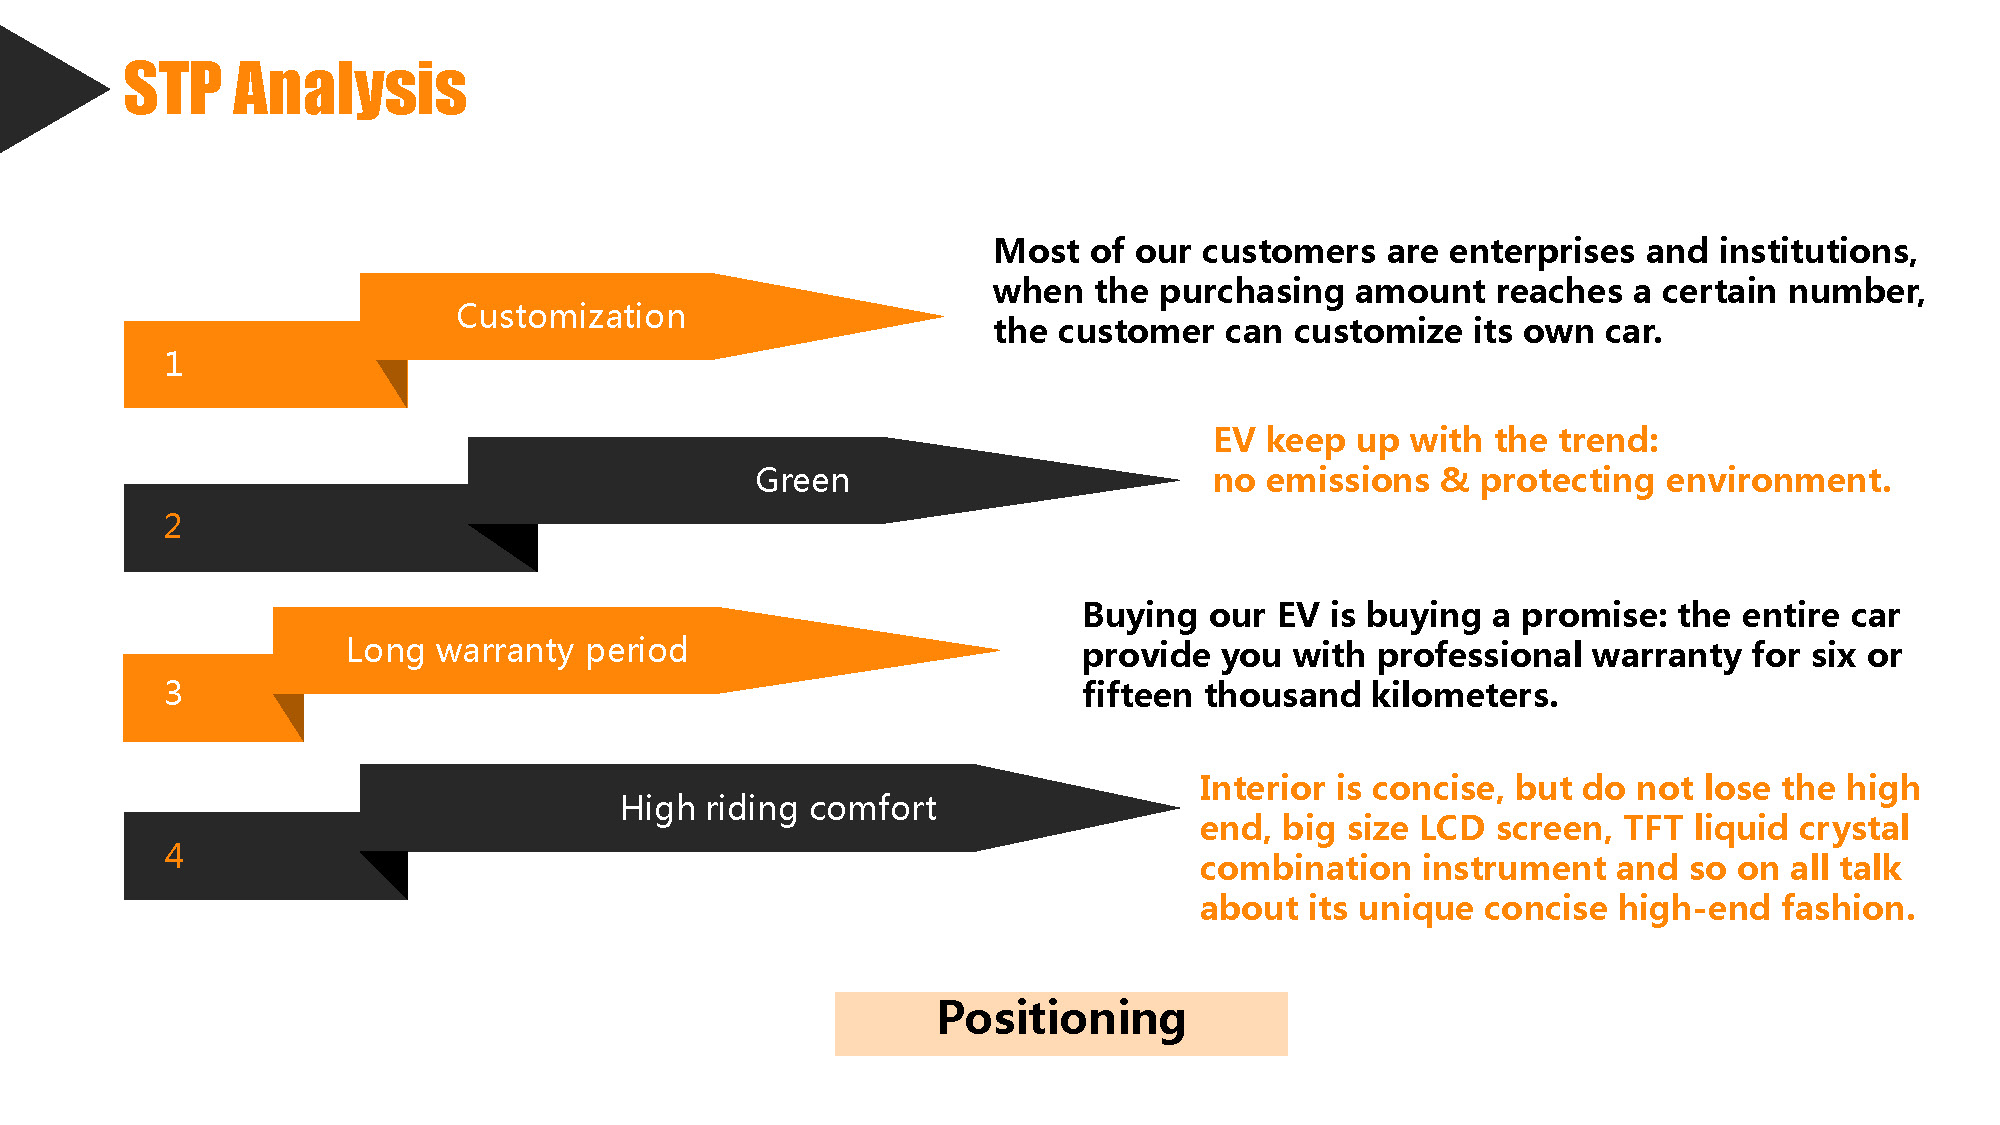 STP Analysis
Customization
1
Most of our customers are enterprises and institutions,
when the purchasing amount reaches a certain number,
the customer can customize its own car.
Green
2
EV keep up with the trend:
no emissions & protecting environment.
Long warranty period
3
Buying our EV is buying a promise: the entire car
provide you with professional warranty for six or
fifteen thousand kilometers.
High riding comfort
4
Interior is concise, but do not lose the high
end, big size LCD screen, TFT liquid crystal
combination instrument and so on all talk
about its unique concise high-end fashion.
Positioning